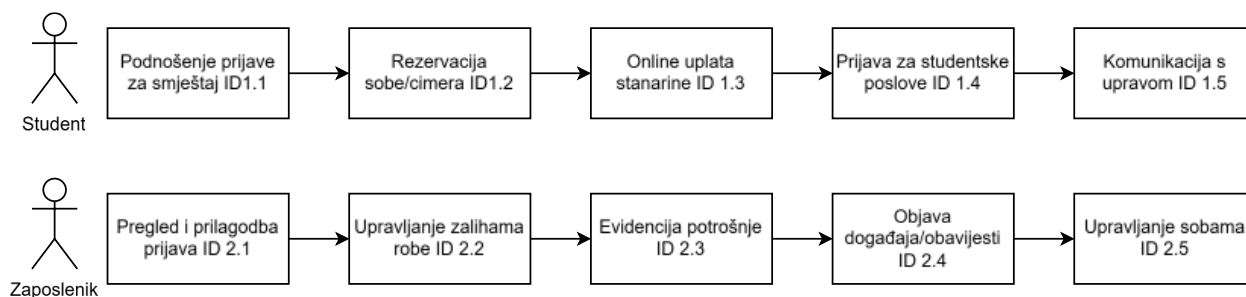 Podnošenje prijave
za smještaj ID1.1
Rezervacija
sobe/cimera ID1.2
Online uplata
stanarine ID 1.3
Prijava za studentske
poslove ID 1.4
Komunikacija s
upravom ID 1.5
Student
Pregled i prilagodba
prijava ID 2.1
Upravljanje zalihama
robe ID 2.2
Evidencija potrošnje
ID 2.3
Objava
događaja/obavijesti
ID 2.4
Upravljanje sobama
ID 2.5
Zaposlenik